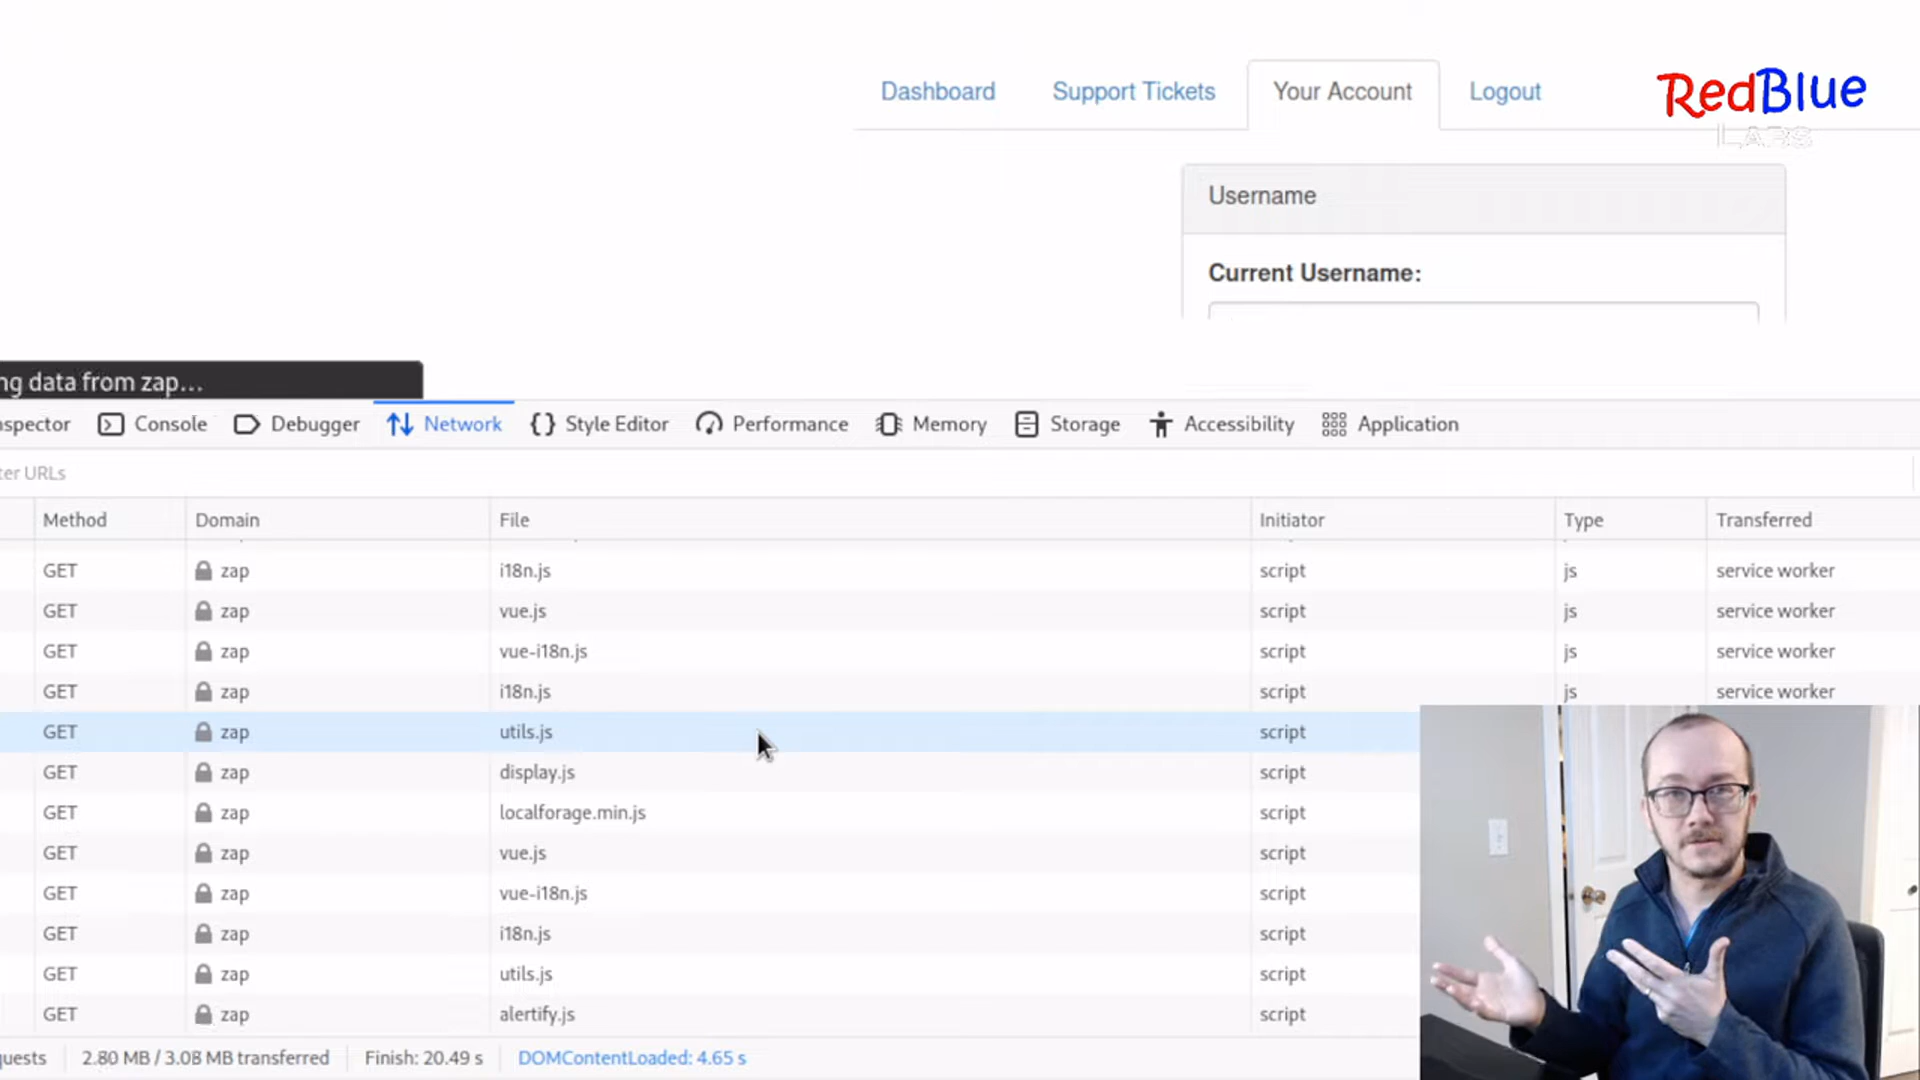 Dashboard Support Tickets Your Account Logout
RedBlue
LABS
Username
Current Username:
ng data from zap...
nspector Console Debugger Network Style Editor Performance Memory Storage Accessibility Application
ter URLs
Method Domain File Initiator Type Transferred
GET zap i18n.js script js service worker
GET zap vue.js script js service worker
GET zap vue-i18n.js script js service worker
GET zap i18n.js script js service worker
GET zap utils.js script
GET zap display.js script
GET zap localforage.min.js script
GET zap vue.js script
GET zap vue-i18n.js script
GET zap i18n.js script
GET zap utils.js script
GET zap alertify.js script
quests 2.80 MB / 3.08 MB transferred Finish: 20.49 s DOMContentLoaded: 4.65 s